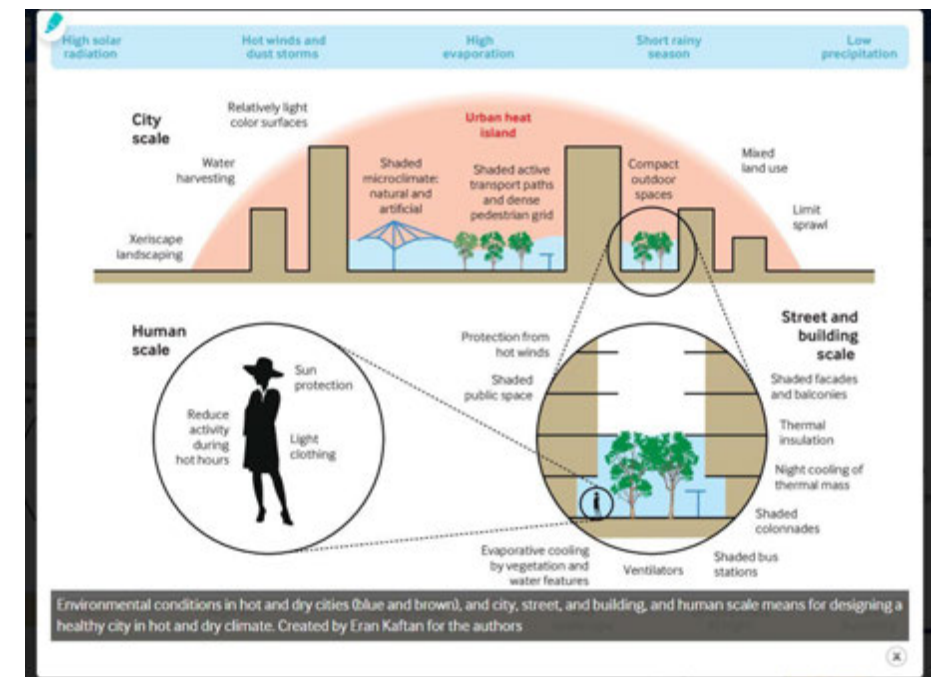 High solar
radiation
Hot winds and
dust storms
High
evaporation
Short rainy
season
Low
precipitation
City
scale
Relatively light
color surfaces
Urban heat
island
Water
harvesting
Shaded
microclimate:
natural and
artificial
Shaded active
transport paths
and dense
pedestrian grid
Compact
outdoor
spaces
Mixed
land use
Limit
sprawl
Xeriscape
landscaping
Human
scale
Sun
protection
Reduce
activity
during
hot hours
Light
clothing
Street and
building
scale
Protection from
hot winds
Shaded
public space
Shaded facades
and balconies
Thermal
insulation
Night cooling of
thermal mass
Shaded
colonnades
Shaded bus
stations
Ventilators
Evaporative cooling
by vegetation and
water features
Environmental conditions in hot and dry cities (blue and brown), and city, street, and building, and human scale means for designing a
healthy city in hot and dry climate. Created by Eran Kaftan for the authors
x